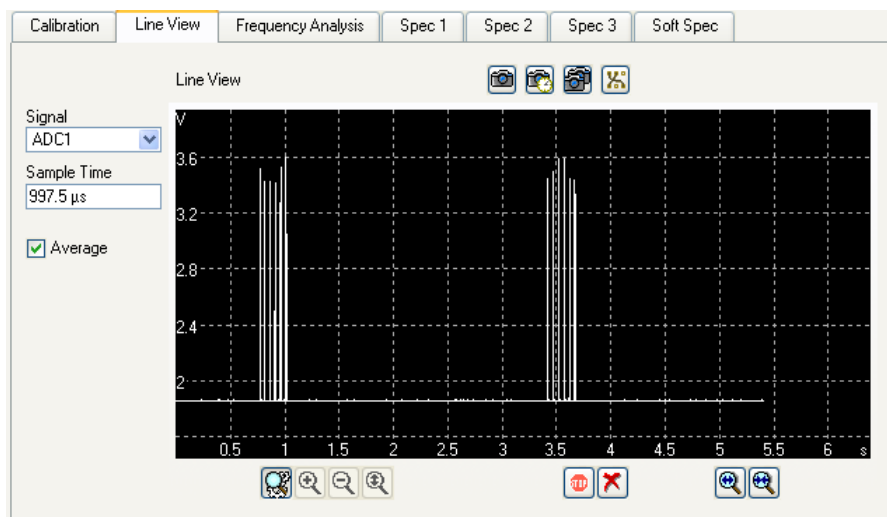 Calibration Line View Frequency Analysis Spec 1 Spec 2 Spec 3 Soft Spec
Line View
Signal
ADC1
Sample Time
997.5 µs
Average
V
3.6
3.2
2.8
2.4
2
0.5 1 1.5 2 2.5 3 3.5 4 4.5 5 5.5 6 s
STOP